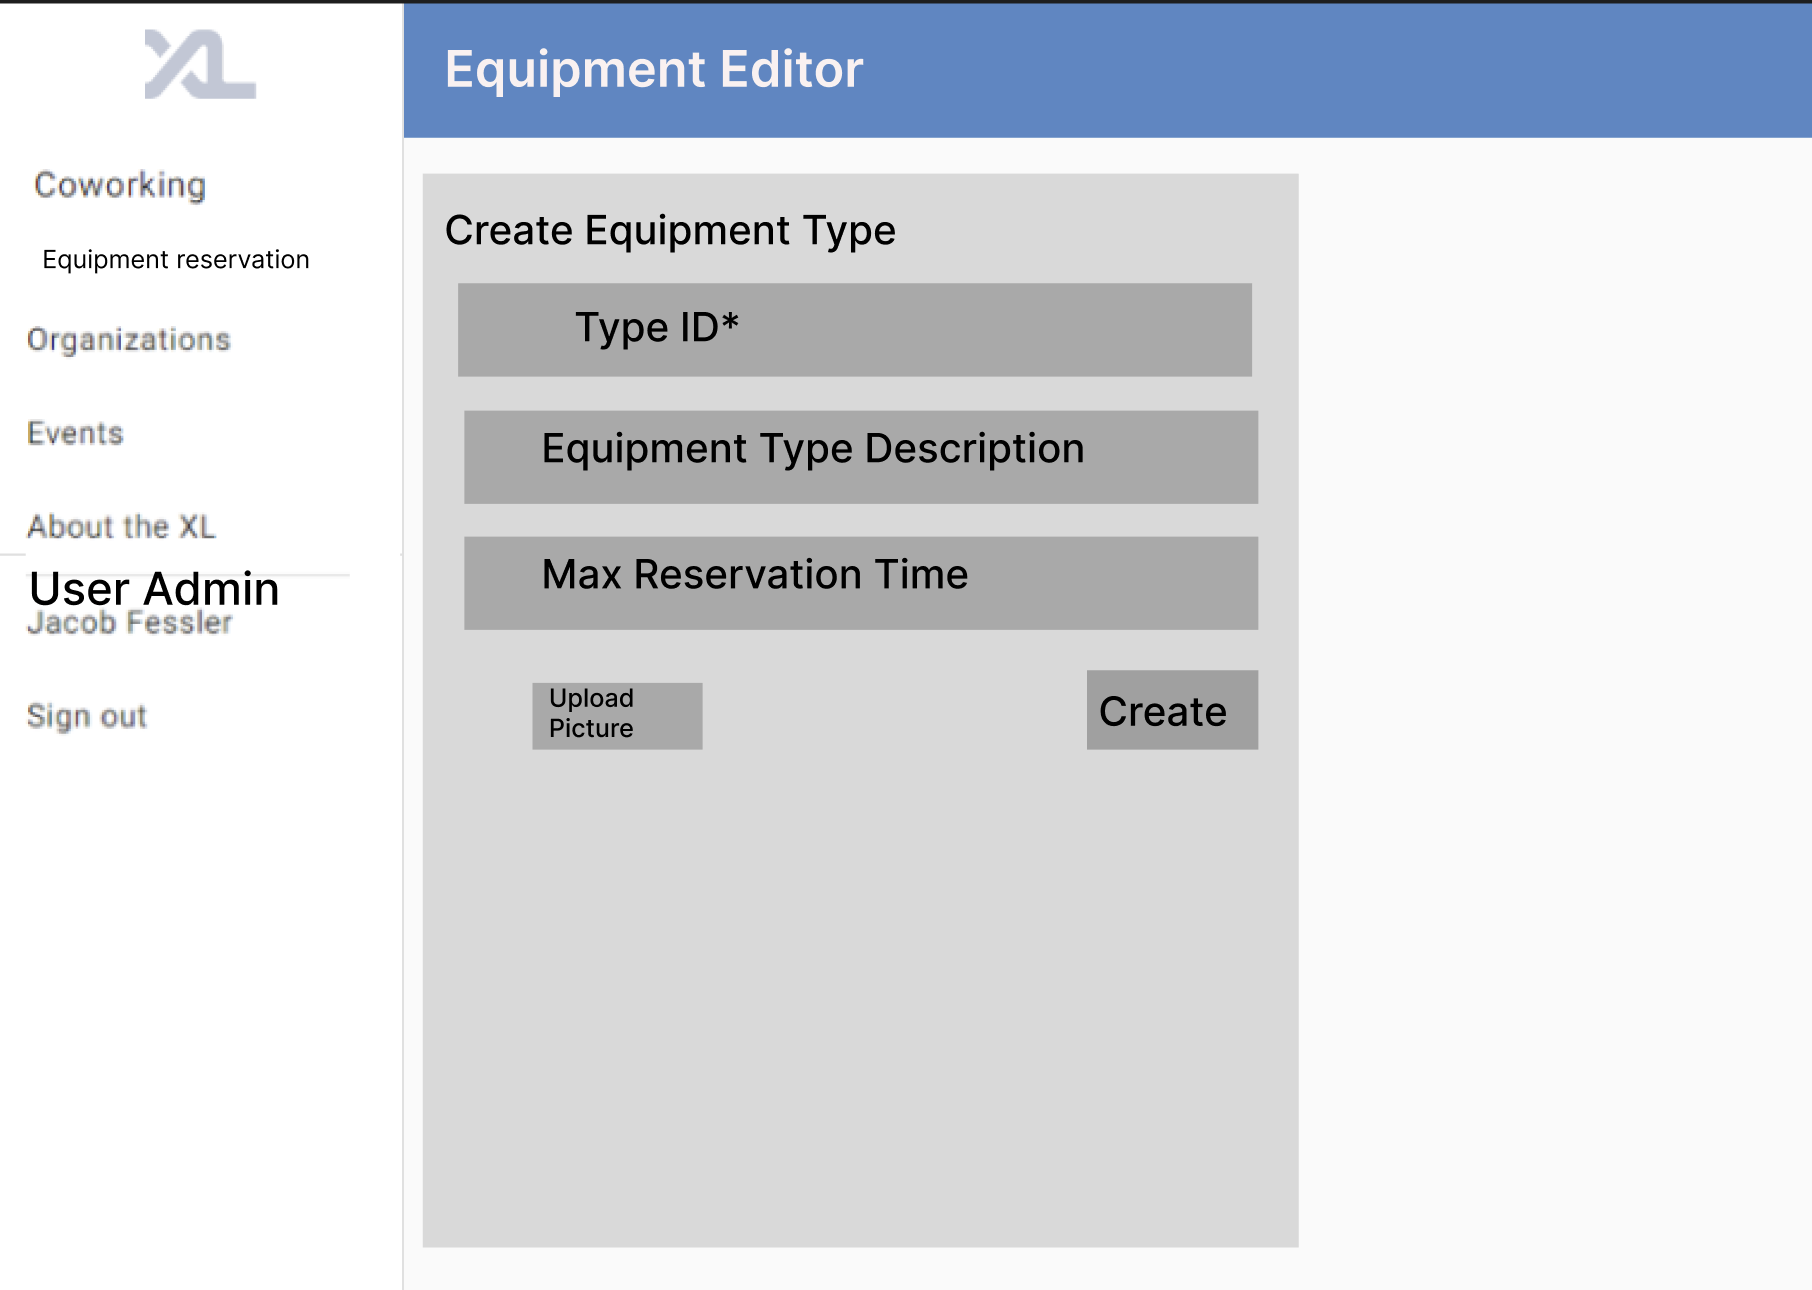 XL
Coworking
Equipment reservation
Organizations
Events
About the XL
User Admin
Jacob Fessler
Sign out
Equipment Editor
Create Equipment Type
Type ID*
Equipment Type Description
Max Reservation Time
Upload
Picture
Create